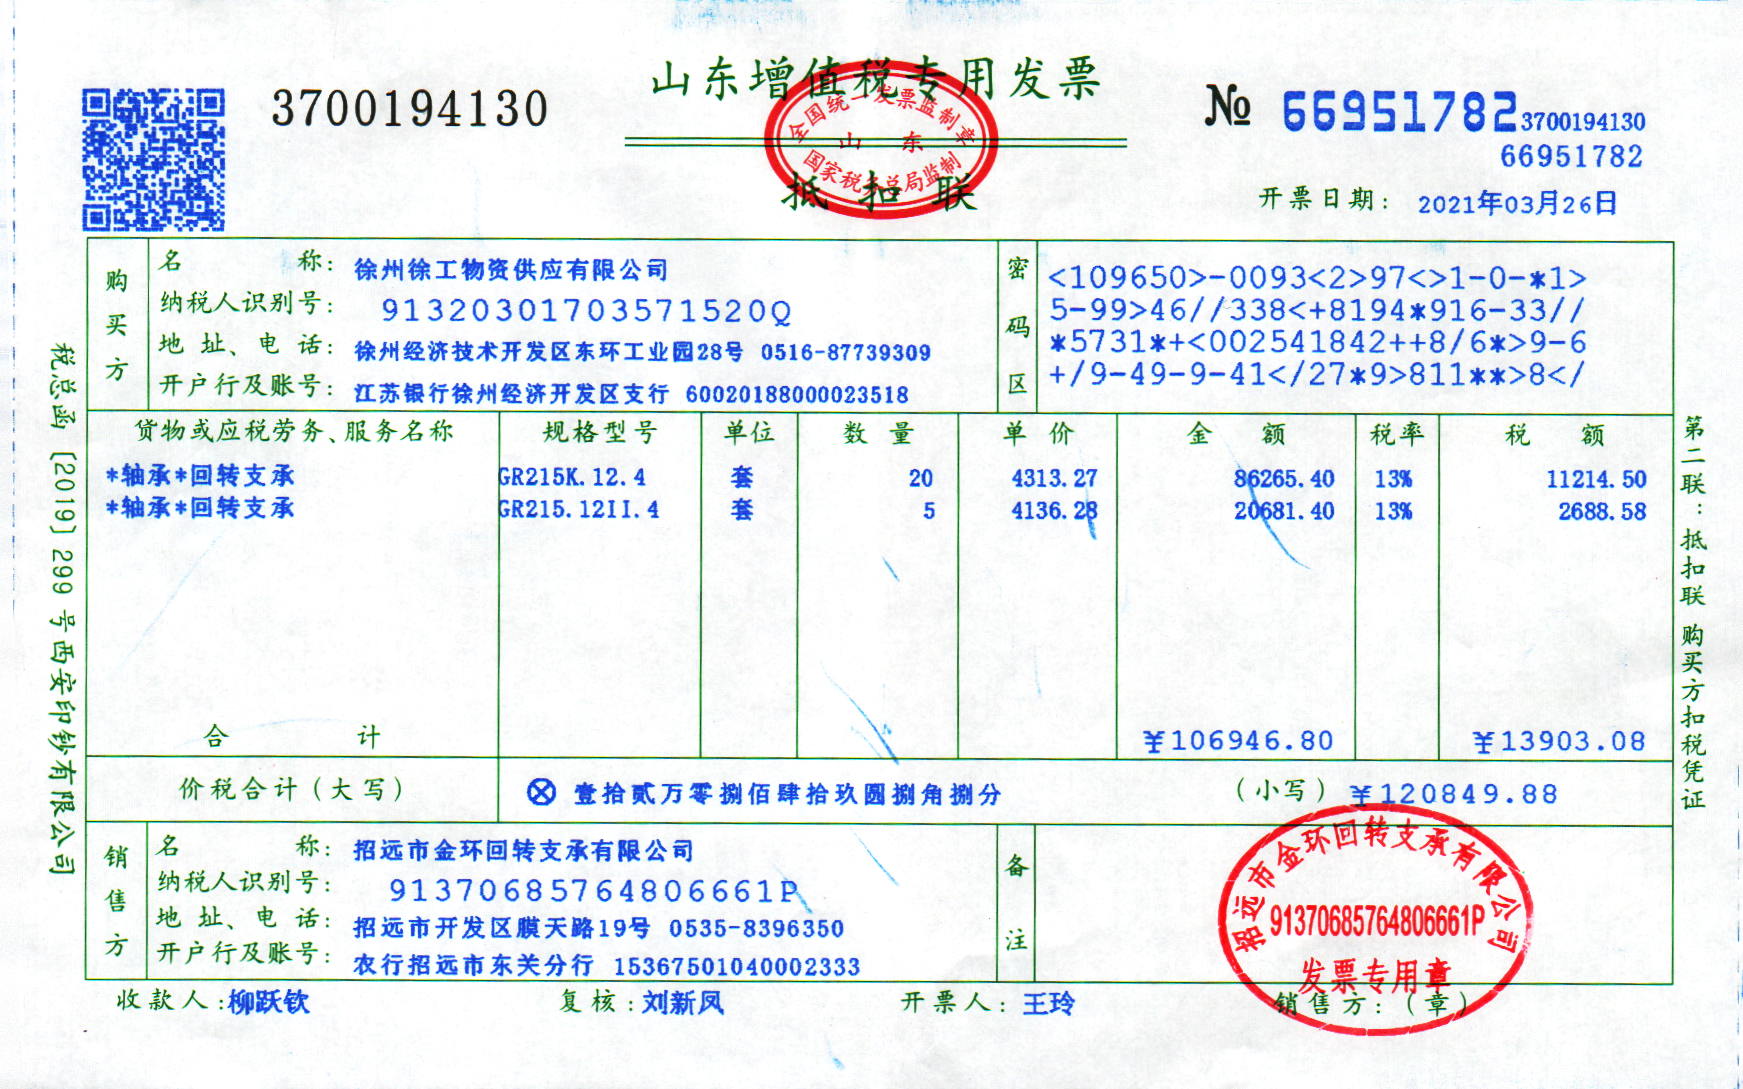 山东增值税专用发票
3700194130
№ 66951782
3700194130
66951782
全国统一发票监制章
山东
国家税务总局监制
抵扣联
开票日期: 2021年03月26日
购买方
名称: 徐州徐工物资供应有限公司
纳税人识别号: 91320301703571520Q
地址、电话: 徐州经济技术开发区东环工业园28号 0516-87739309
开户行及账号: 江苏银行徐州经济开发区支行 60020188000023518
密码区
<109650>-0093<2>97<>1-0-*1>
5-99>46//338<+8194*916-33//
*5731*+<002541842++8/6*>9-6
+/9-49-9-41</27*9>811**>8</
货物或应税劳务、服务名称 规格型号 单位 数量 单价 金额 税率 税额
*轴承*回转支承 GR215K.12.4 套 20 4313.27 86265.40 13% 11214.50
*轴承*回转支承 GR215.12II.4 套 5 4136.28 20681.40 13% 2688.58
合计 ¥106946.80 ¥13903.08
价税合计(大写) ⊗壹拾贰万零捌佰肆拾玖圆捌角捌分 (小写) ¥120849.88
销售方
名称: 招远市金环回转支承有限公司
纳税人识别号: 91370685764806661P
地址、电话: 招远市开发区膜天路19号 0535-8396350
开户行及账号: 农行招远市东关分行 15367501040002333
备注
招远市金环回转支承有限公司
91370685764806661P
发票专用章
收款人:柳跃钦 复核:刘新凤 开票人:王玲 销售方:(章)
税总函[2019]299号西安印钞有限公司
第二联:抵扣联 购买方扣税凭证